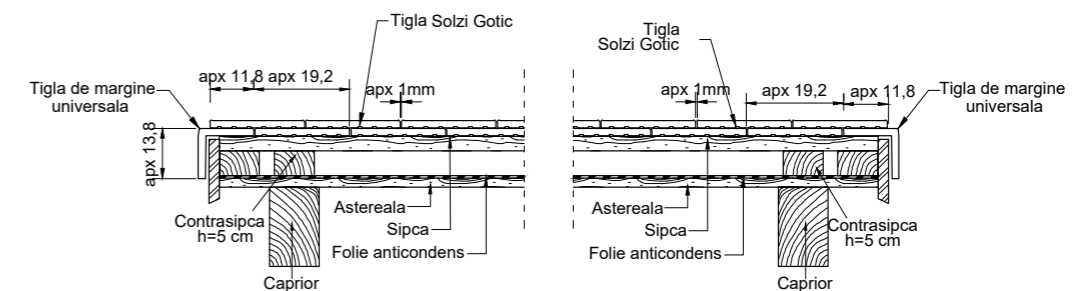 Tigla Solzi Gotic
apx 11,8 apx 19,2
apx 1mm
Tigla de margine
universala
apx 13,8
Contrasipca
h=5 cm
Astereala
Sipca
Folie anticondens
Caprior
Tigla
Solzi Gotic
apx 1mm
apx 19,2
apx 11,8
Tigla de margine
universala
Astereala
Sipca
Folie anticondens
Contrasipca
h=5 cm
Caprior